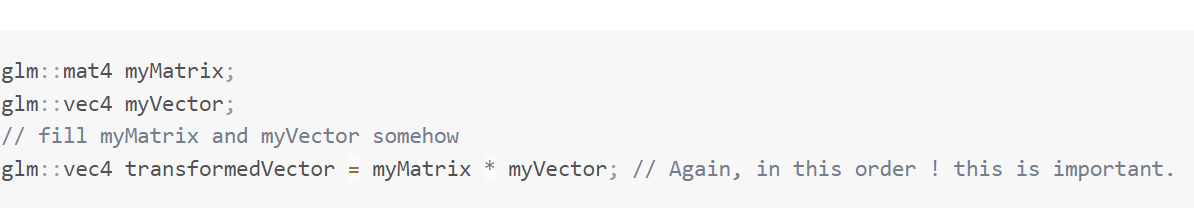 glm::mat4 myMatrix;
glm::vec4 myVector;
// fill myMatrix and myVector somehow
glm::vec4 transformedVector = myMatrix * myVector; // Again, in this order ! this is important.